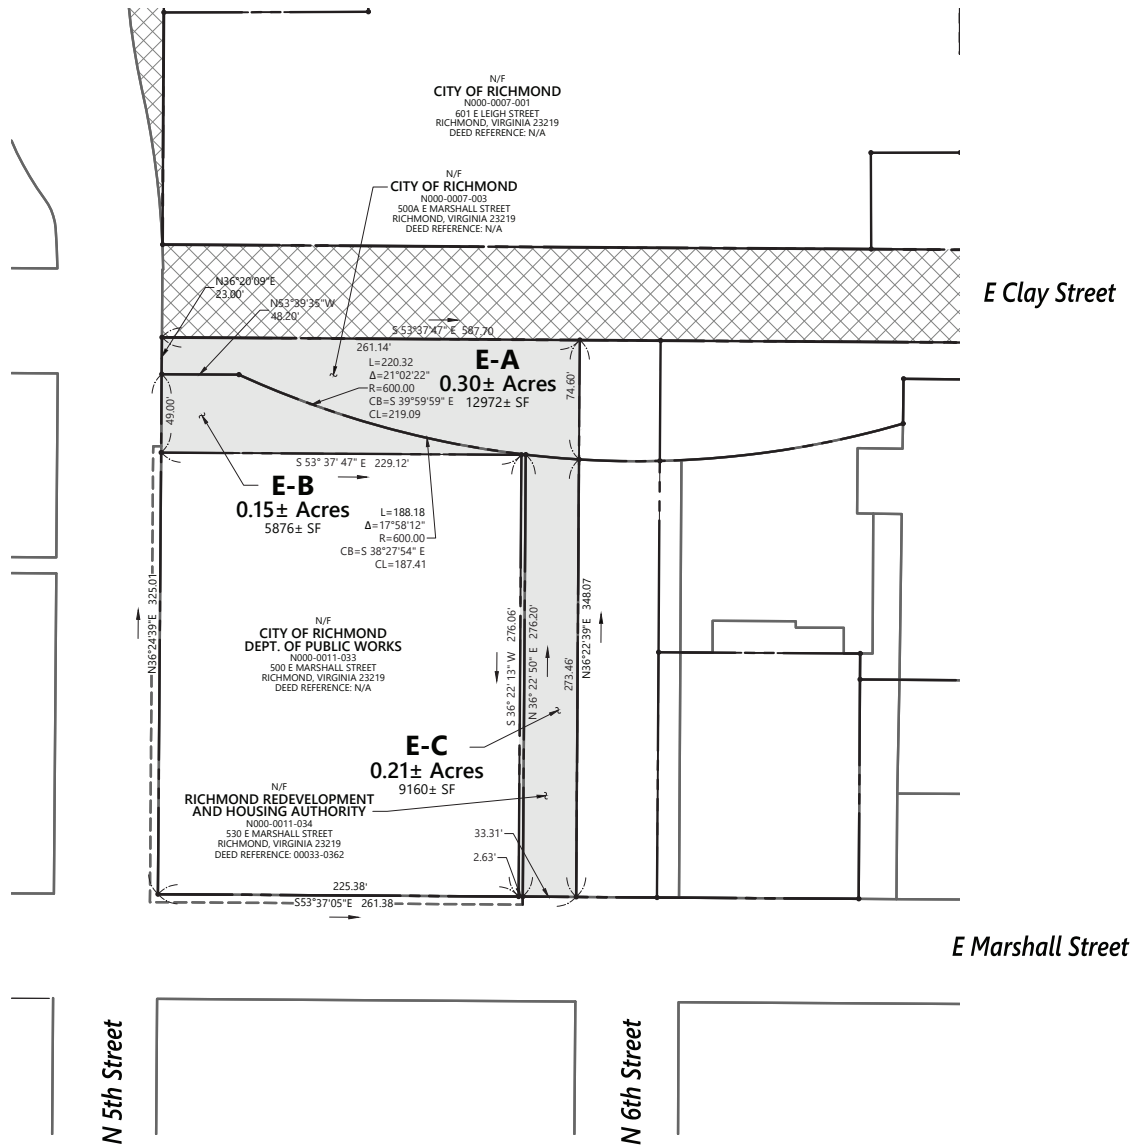 N/F
CITY OF RICHMOND
N000-0007-001
601 E LEIGH STREET
RICHMOND, VIRGINIA 23219
DEED REFERENCE: N/A
N/F
CITY OF RICHMOND
N000-0007-003
500A E MARSHALL STREET
RICHMOND, VIRGINIA 23219
DEED REFERENCE: N/A
E Clay Street
N36°20'09"E
23.00'
N53°39'35"W
48.20'
S 53°37'47" E 587.70
261.14'
L=220.32
Δ=21°02'22"
R=600.00
CB=S 39°59'59" E
CL=219.09
E-A
0.30± Acres
12972± SF
74.60'
49.00'
S 53° 37' 47" E 229.12'
E-B
0.15± Acres
5876± SF
L=188.18
Δ=17°58'12"
R=600.00
CB=S 38°27'54" E
CL=187.41
N36°24'39"E 325.01
N/F
CITY OF RICHMOND
DEPT. OF PUBLIC WORKS
N000-0011-033
500 E MARSHALL STREET
RICHMOND, VIRGINIA 23219
DEED REFERENCE: N/A
S 36° 22' 13" W 276.06'
N 36° 22' 50" E 276.20'
273.46'
N36°22'39"E 348.07
E-C
0.21± Acres
9160± SF
N/F
RICHMOND REDEVELOPMENT
AND HOUSING AUTHORITY
N000-0011-034
530 E MARSHALL STREET
RICHMOND, VIRGINIA 23219
DEED REFERENCE: 00033-0362
33.31'
2.63'
225.38'
S53°37'05"E 261.38
E Marshall Street
N 5th Street
N 6th Street